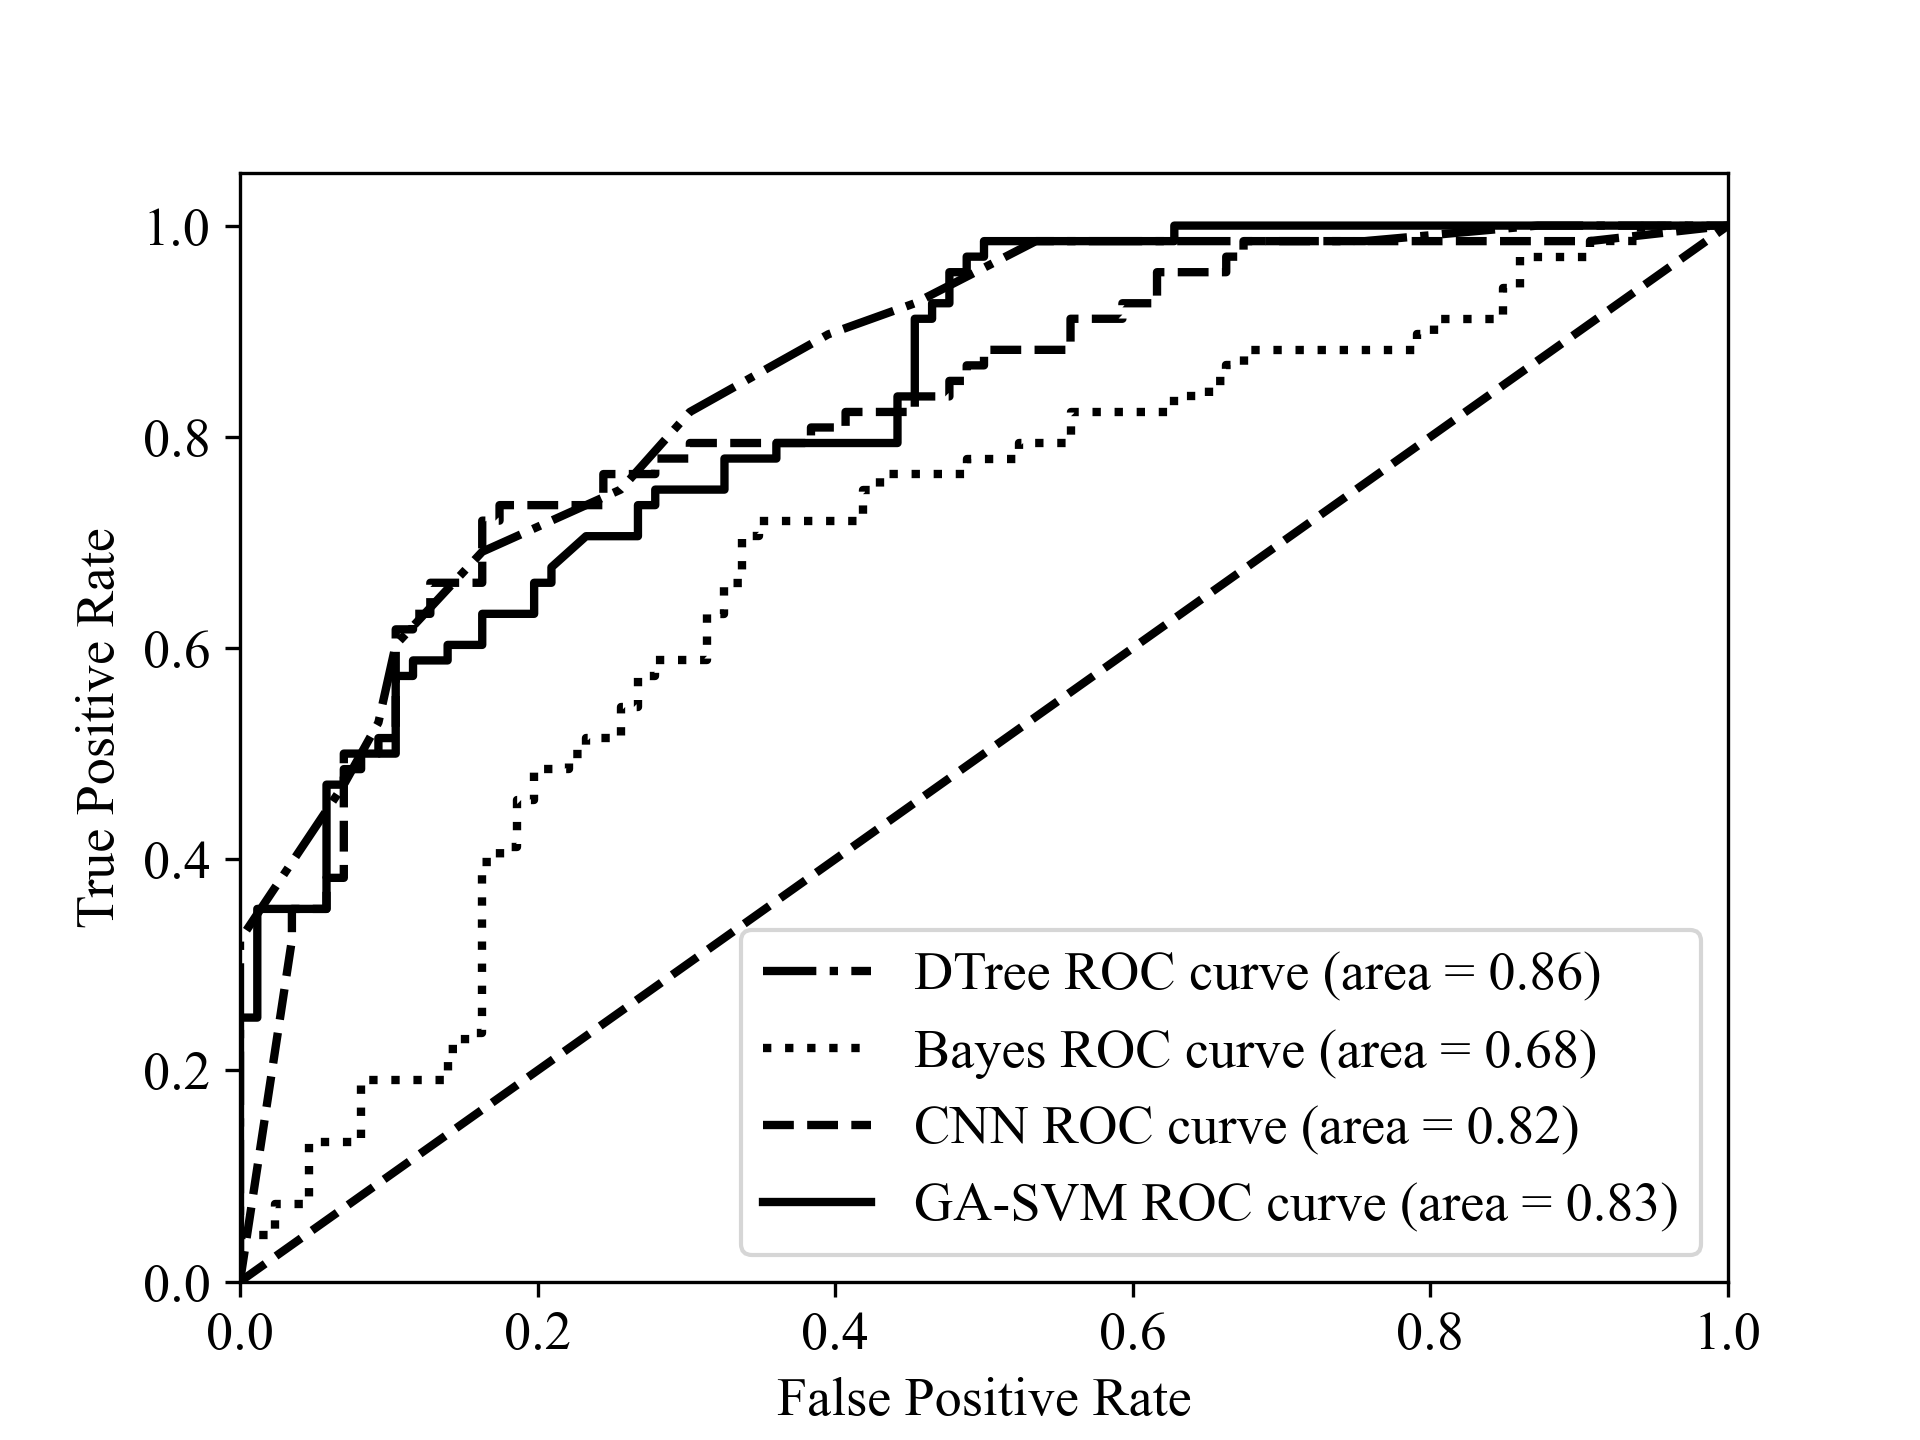 1.0
0.8
0.6
0.4
0.2
0.0
True Positive Rate
DTree ROC curve (area = 0.86)
Bayes ROC curve (area = 0.68)
CNN ROC curve (area = 0.82)
GA-SVM ROC curve (area = 0.83)
0.0 0.2 0.4 0.6 0.8 1.0
False Positive Rate